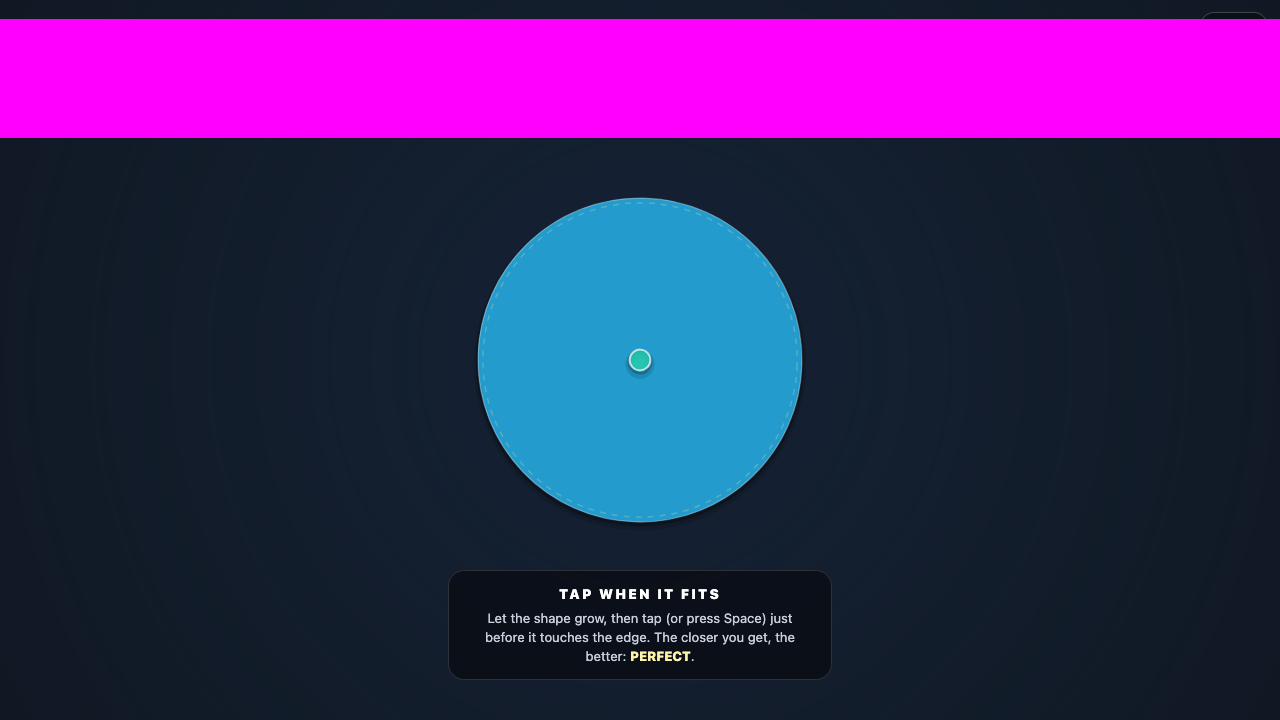 TAP WHEN IT FITS
Let the shape grow, then tap (or press Space) just
before it touches the edge. The closer you get, the
better: PERFECT.